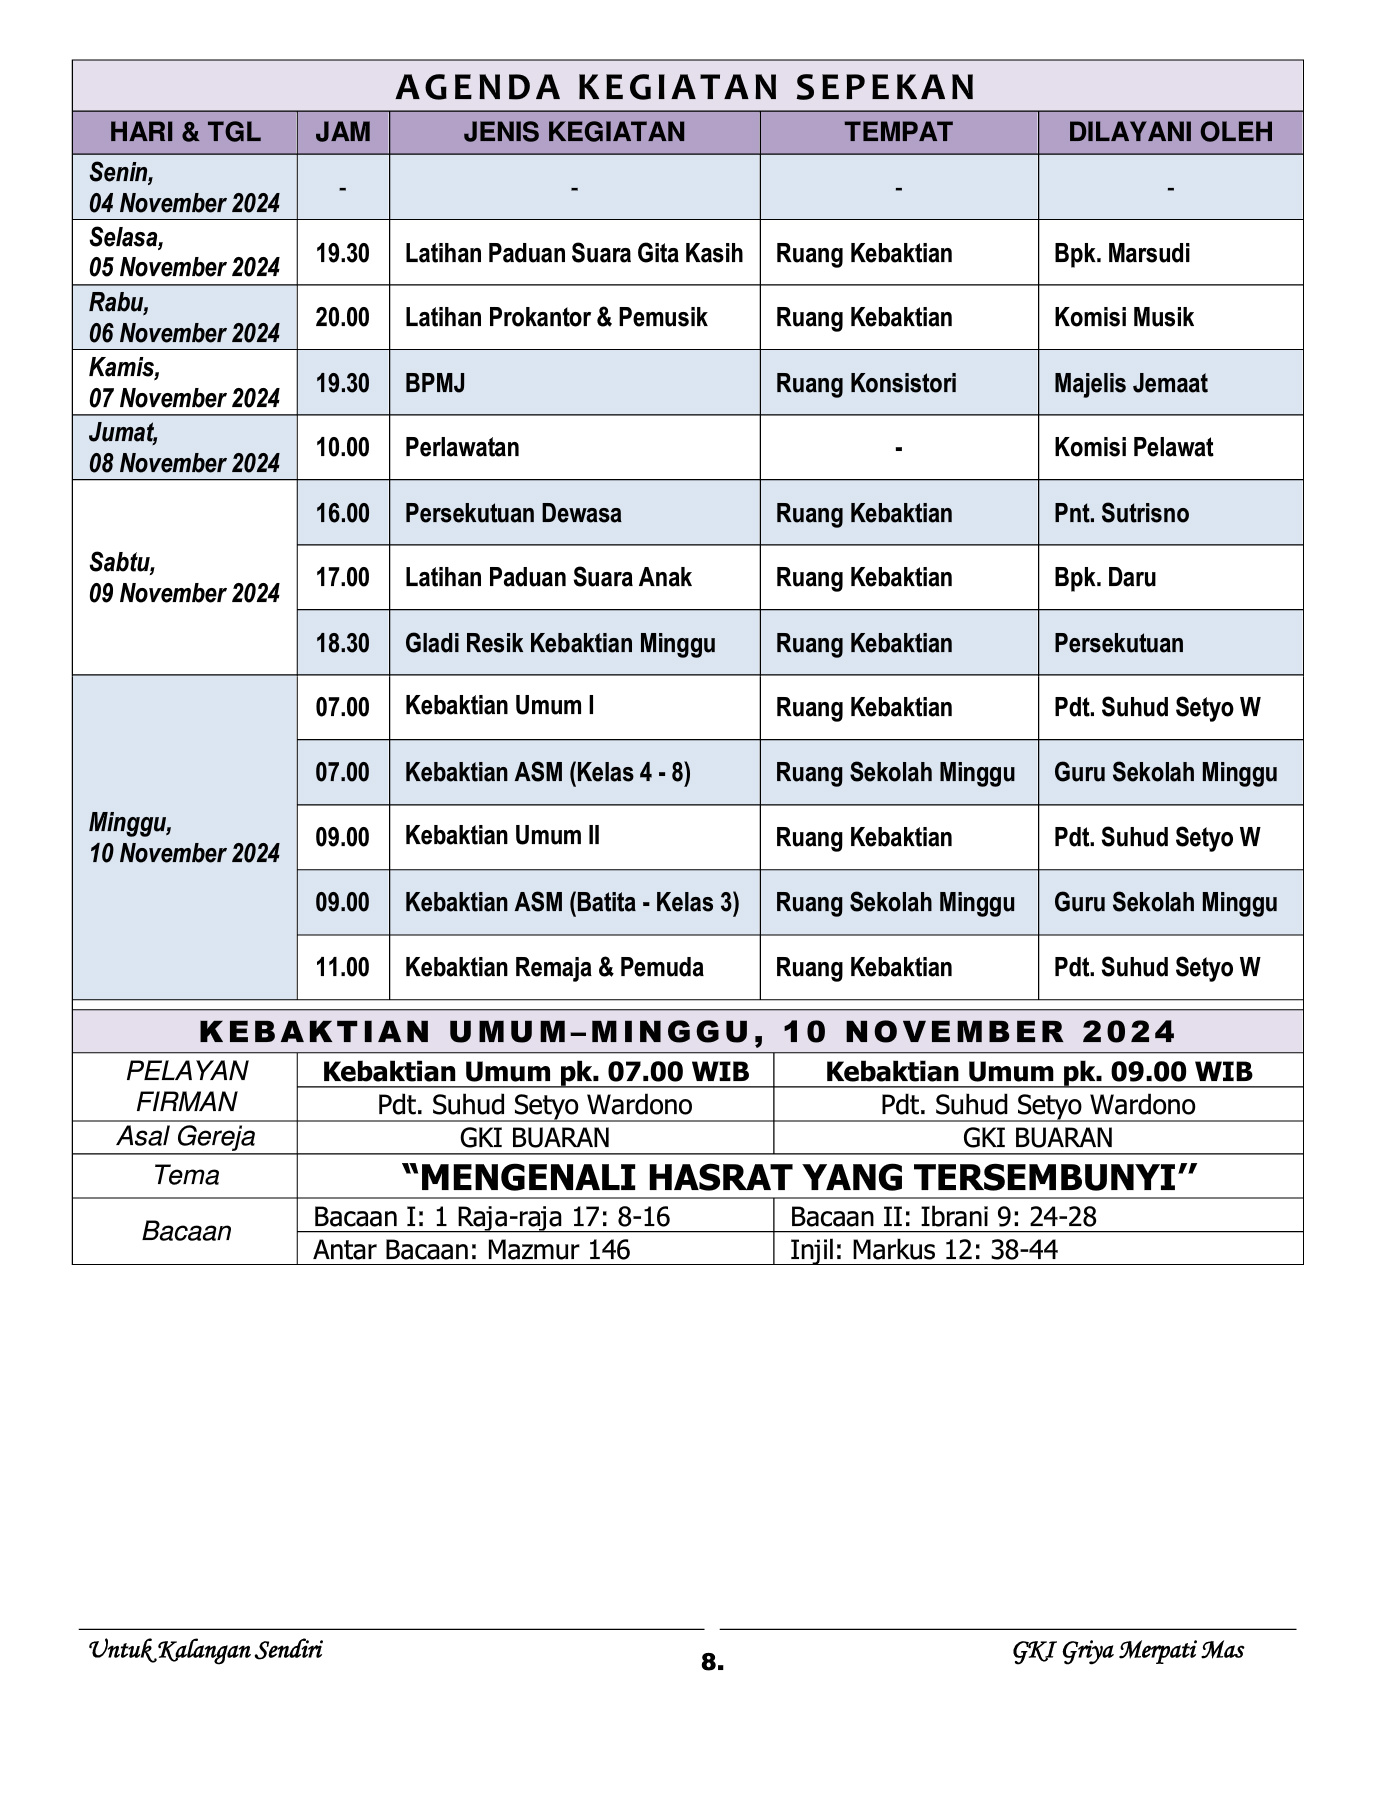 AGENDA KEGIATAN SEPEKAN
HARI & TGL JAM JENIS KEGIATAN TEMPAT DILAYANI OLEH
Senin,
04 November 2024 - - - -
Selasa,
05 November 2024 19.30 Latihan Paduan Suara Gita Kasih Ruang Kebaktian Bpk. Marsudi
Rabu,
06 November 2024 20.00 Latihan Prokantor & Pemusik Ruang Kebaktian Komisi Musik
Kamis,
07 November 2024 19.30 BPMJ Ruang Konsistori Majelis Jemaat
Jumat,
08 November 2024 10.00 Perlawatan - Komisi Pelawat
Sabtu,
09 November 2024
16.00 Persekutuan Dewasa Ruang Kebaktian Pnt. Sutrisno
17.00 Latihan Paduan Suara Anak Ruang Kebaktian Bpk. Daru
18.30 Gladi Resik Kebaktian Minggu Ruang Kebaktian Persekutuan
Minggu,
10 November 2024
07.00 Kebaktian Umum I Ruang Kebaktian Pdt. Suhud Setyo W
07.00 Kebaktian ASM (Kelas 4 - 8) Ruang Sekolah Minggu Guru Sekolah Minggu
09.00 Kebaktian Umum II Ruang Kebaktian Pdt. Suhud Setyo W
09.00 Kebaktian ASM (Batita - Kelas 3) Ruang Sekolah Minggu Guru Sekolah Minggu
11.00 Kebaktian Remaja & Pemuda Ruang Kebaktian Pdt. Suhud Setyo W
KEBAKTIAN UMUM–MINGGU, 10 NOVEMBER 2024
PELAYAN
FIRMAN
Kebaktian Umum pk. 07.00 WIB Kebaktian Umum pk. 09.00 WIB
Pdt. Suhud Setyo Wardono Pdt. Suhud Setyo Wardono
Asal Gereja GKI BUARAN GKI BUARAN
Tema “MENGENALI HASRAT YANG TERSEMBUNYI”
Bacaan
Bacaan I: 1 Raja-raja 17: 8-16 Bacaan II: Ibrani 9: 24-28
Antar Bacaan: Mazmur 146 Injil: Markus 12: 38-44
Untuk Kalangan Sendiri 8. GKI Griya Merpati Mas